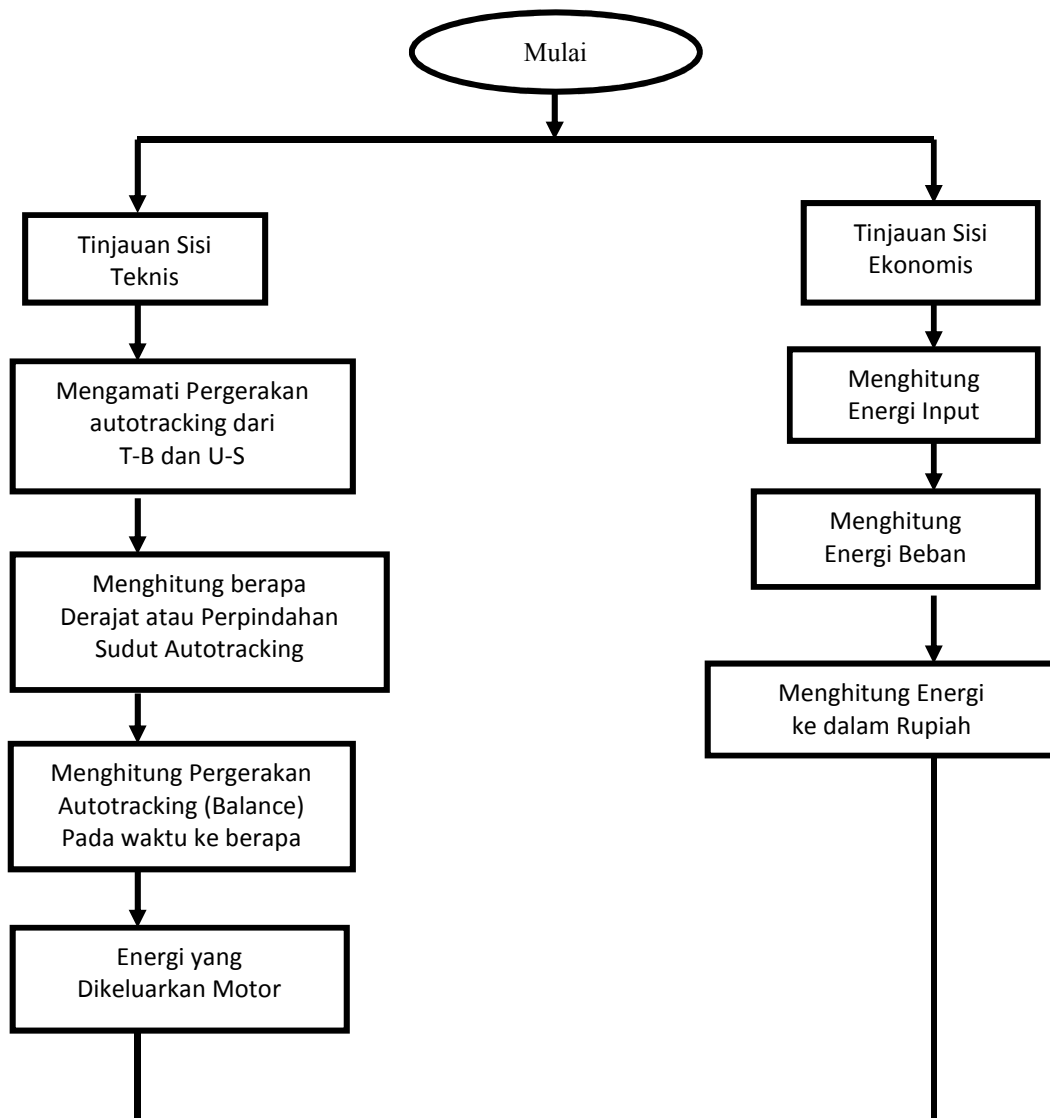 Mulai
Tinjauan Sisi
Teknis
Mengamati Pergerakan
autotracking dari
T-B dan U-S
Menghitung berapa
Derajat atau Perpindahan
Sudut Autotracking
Menghitung Pergerakan
Autotracking (Balance)
Pada waktu ke berapa
Energi yang
Dikeluarkan Motor
Tinjauan Sisi
Ekonomis
Menghitung
Energi Input
Menghitung
Energi Beban
Menghitung Energi
ke dalam Rupiah